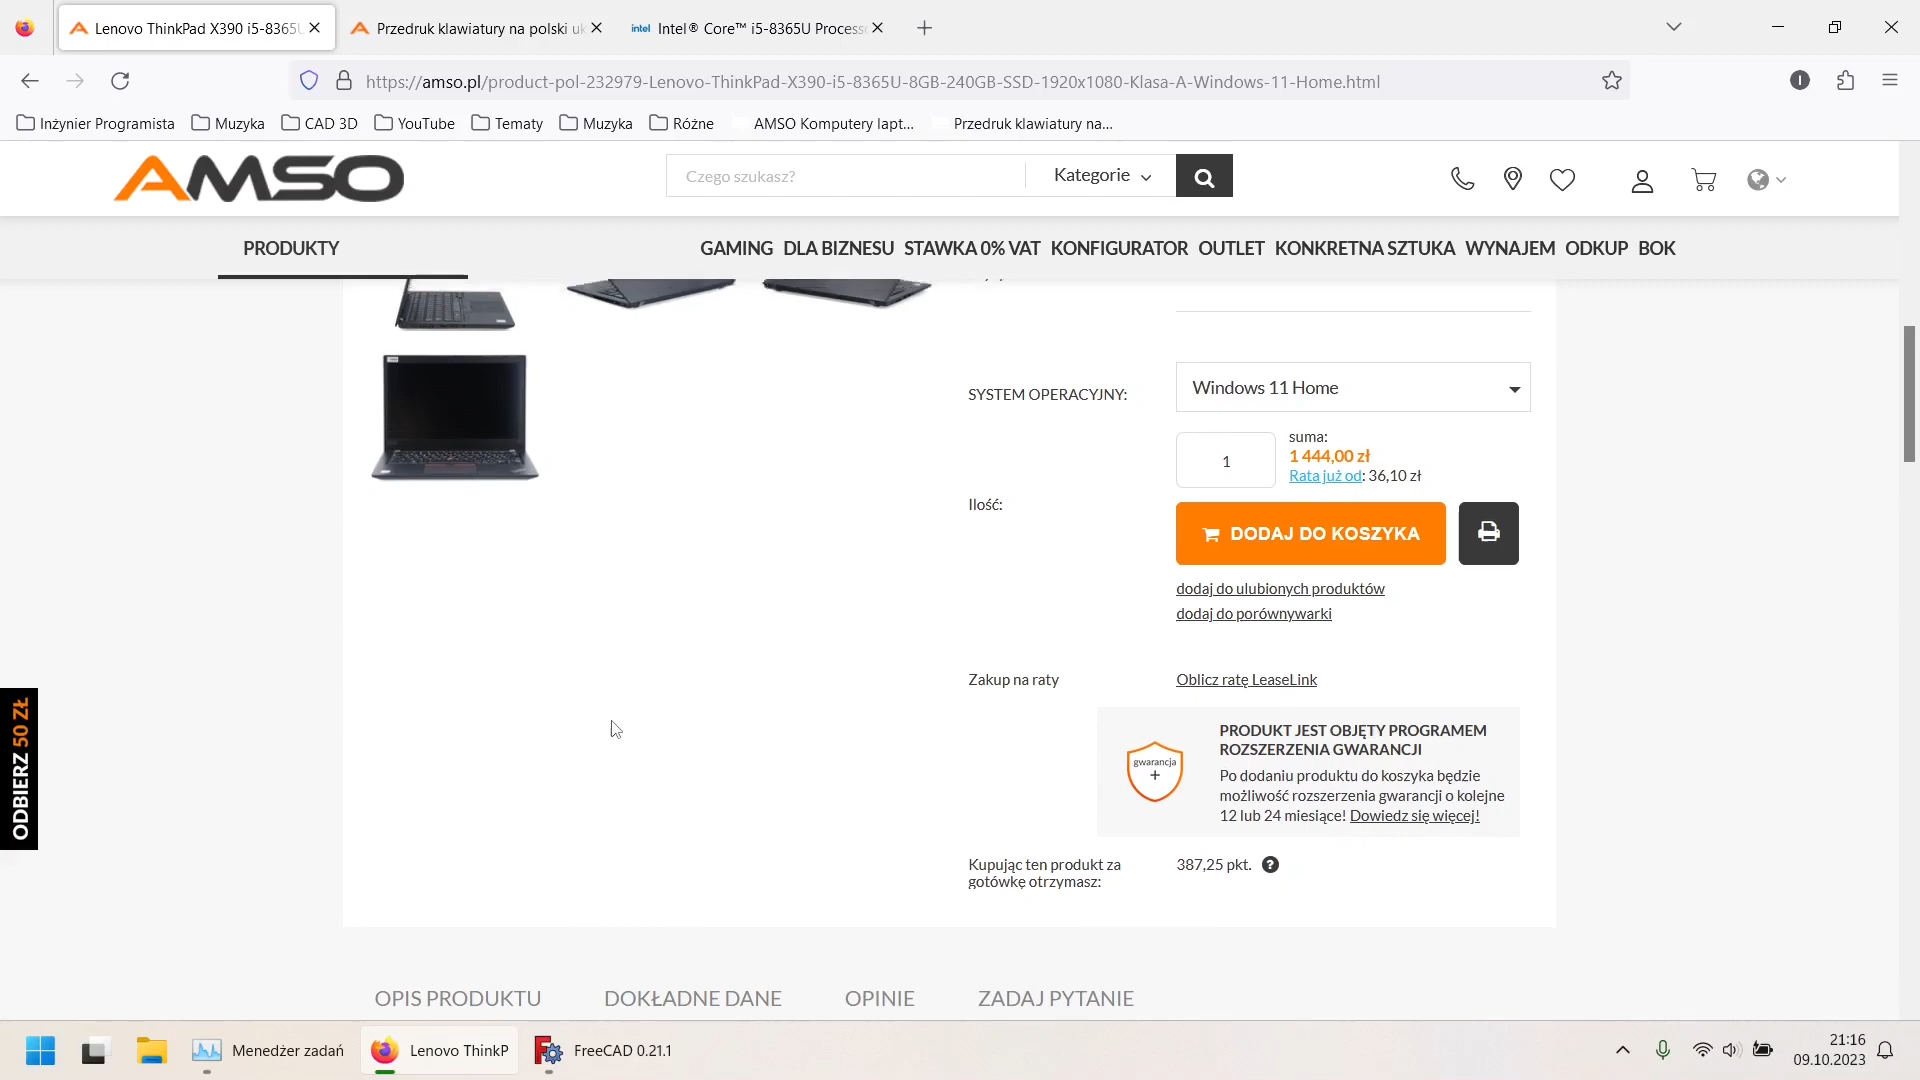 Lenovo ThinkPad X390 i5-8365U
Przedruk klawiatury na polski uk
intel Intel® Core™ i5-8365U Process
https://amso.pl/product-pol-232979-Lenovo-ThinkPad-X390-i5-8365U-8GB-240GB-SSD-1920x1080-Klasa-A-Windows-11-Home.html
I
Inżynier Programista
Muzyka
CAD 3D
YouTube
Tematy
Muzyka
Różne
AMSO Komputery lapt...
Przedruk klawiatury na...
AMSO
Czego szukasz?
Kategorie
PRODUKTY
GAMING DLA BIZNESU STAWKA 0% VAT KONFIGURATOR OUTLET KONKRETNA SZTUKA WYNAJEM ODKUP BOK
SYSTEM OPERACYJNY:
Windows 11 Home
Ilość:
1
suma:
1 444,00 zł
Rata już od: 36,10 zł
DODAJ DO KOSZYKA
dodaj do ulubionych produktów
dodaj do porównywarki
Zakup na raty
Oblicz ratę LeaseLink
gwarancja
+
PRODUKT JEST OBJĘTY PROGRAMEM
ROZSZERZENIA GWARANCJI
Po dodaniu produktu do koszyka będzie
możliwość rozszerzenia gwarancji o kolejne
12 lub 24 miesiące! Dowiedz się więcej!
Kupując ten produkt za
gotówkę otrzymasz:
387,25 pkt. ?
ODBIERZ 50 ZŁ
OPIS PRODUKTU
DOKŁADNE DANE
OPINIE
ZADAJ PYTANIE
Menedżer zadań
Lenovo ThinkP
FreeCAD 0.21.1
21:16
09.10.2023